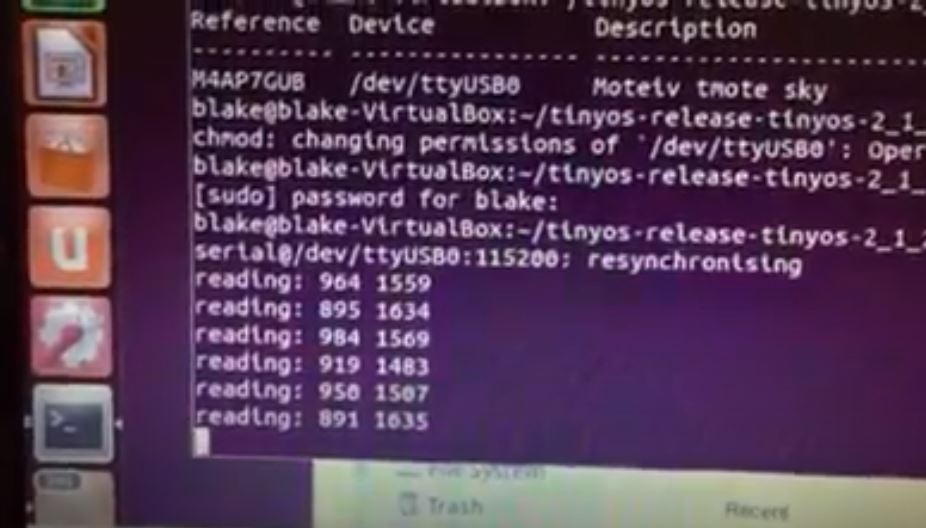 Reference Device Description
---------- -------------------- --------------------
M4AP7GUB /dev/ttyUSB0 Moteiv tmote sky
blake@blake-VirtualBox:~/tinyos-release-tinyos-2_1_
chmod: changing permissions of `/dev/ttyUSB0': Oper
blake@blake-VirtualBox:~/tinyos-release-tinyos-2_1_
[sudo] password for blake:
blake@blake-VirtualBox:~/tinyos-release-tinyos-2_1_
serial@/dev/ttyUSB0:115200: resynchronising
reading: 964 1559
reading: 895 1634
reading: 984 1569
reading: 919 1483
reading: 950 1507
reading: 891 1635
>_
File System
Trash Recent